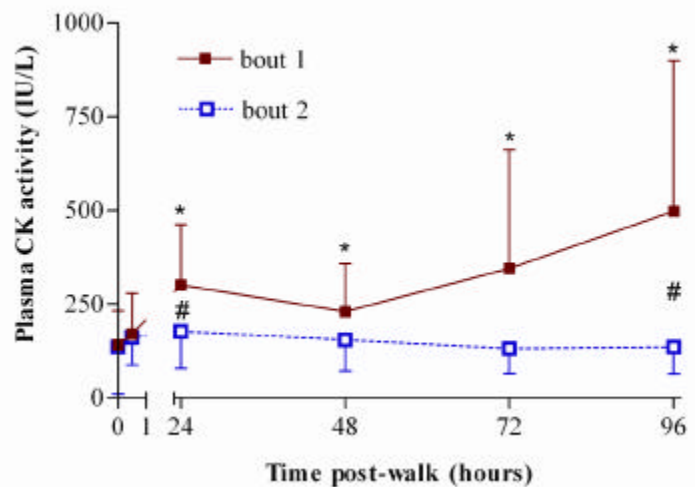 1000
750
500
250
0
Plasma CK activity (IU/L)
bout 1
bout 2
* * * *
# #
0 1 24 48 72 96
Time post-walk (hours)